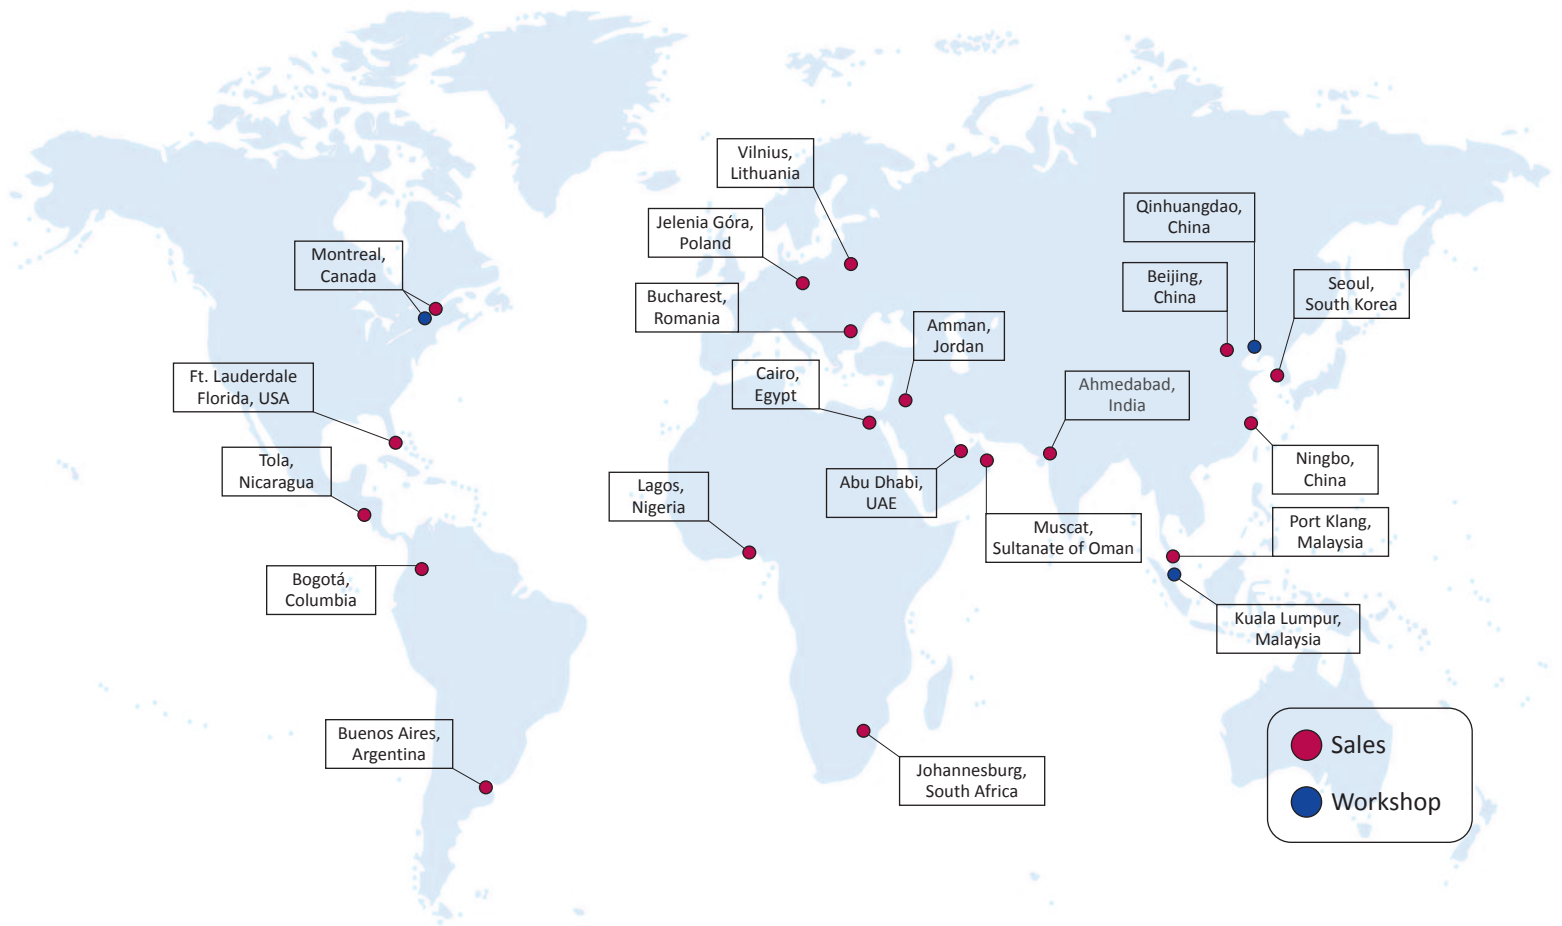 Vilnius,
Lithuania
Jelenia Góra,
Poland
Bucharest,
Romania
Montreal,
Canada
Ft. Lauderdale
Florida, USA
Tola,
Nicaragua
Bogotá,
Columbia
Buenos Aires,
Argentina
Amman,
Jordan
Cairo,
Egypt
Lagos,
Nigeria
Abu Dhabi,
UAE
Muscat,
Sultanate of Oman
Johannesburg,
South Africa
Ahmedabad,
India
Qinhuangdao,
China
Beijing,
China
Seoul,
South Korea
Ningbo,
China
Port Klang,
Malaysia
Kuala Lumpur,
Malaysia
Sales
Workshop